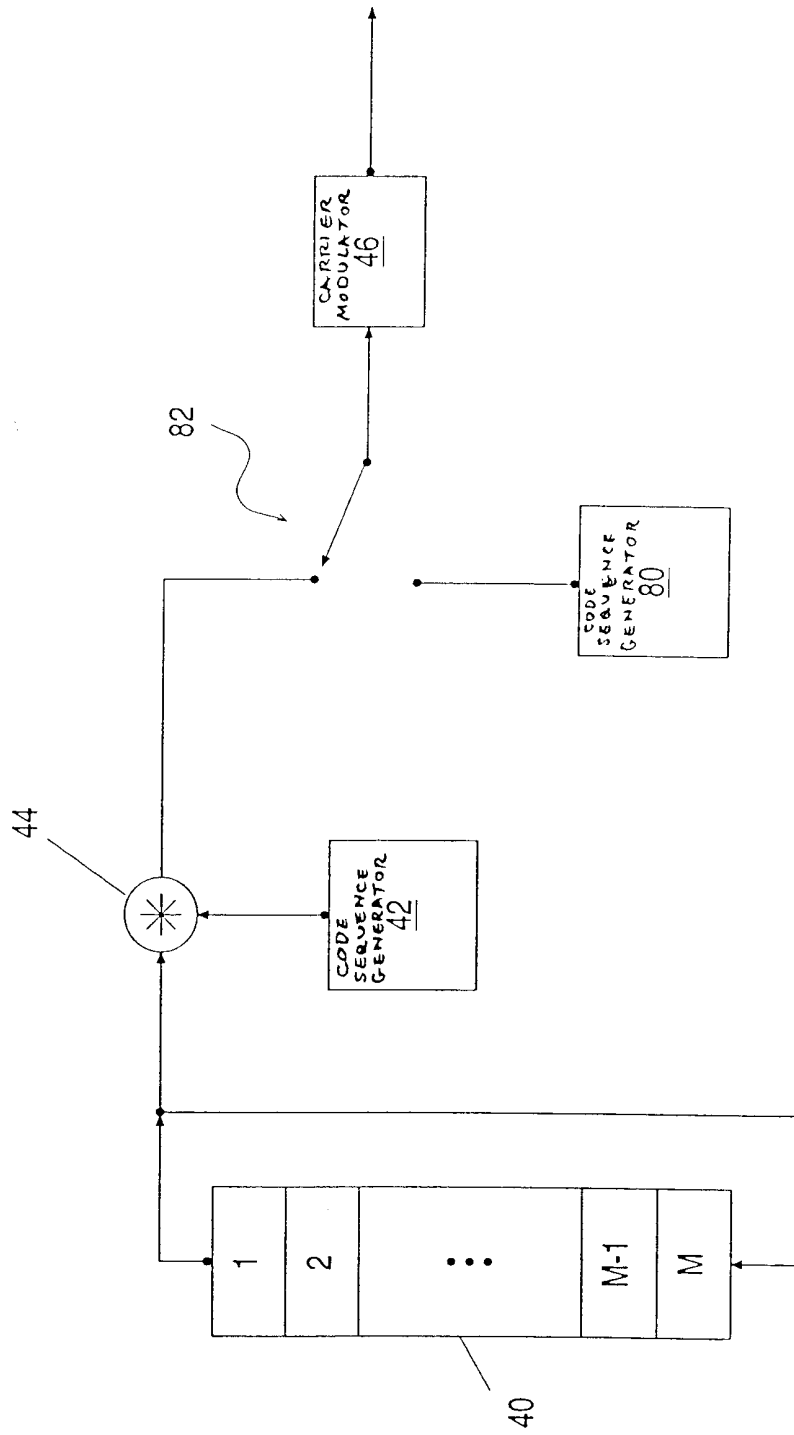 40
1
2
• • •
M-1
M
44
CODE
SEQUENCE
GENERATOR
42
82
CODE
SEQUENCE
GENERATOR
80
CARRIER
MODULATOR
46